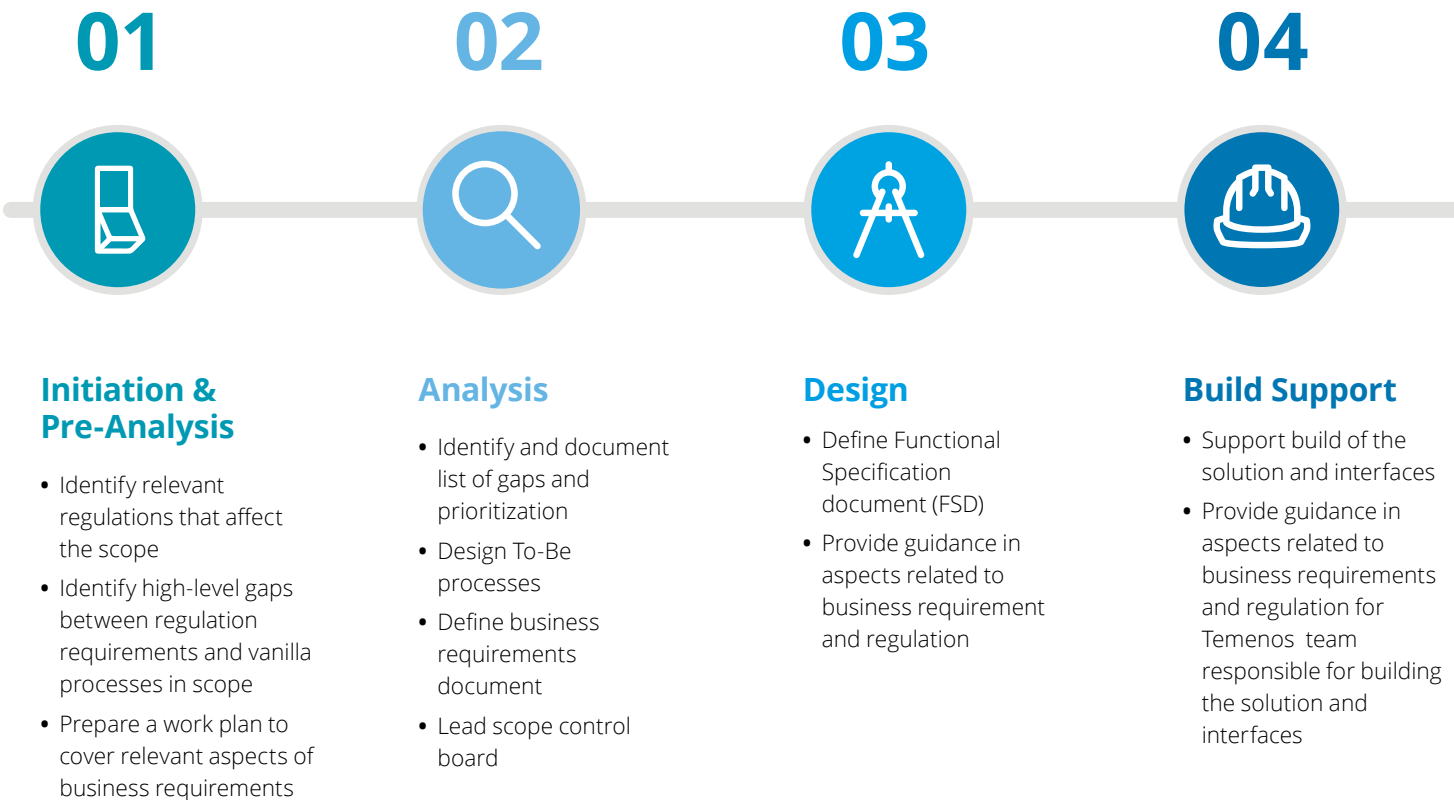 01
02
03
04
Initiation &
Pre-Analysis
• Identify relevant
regulations that affect
the scope
• Identify high-level gaps
between regulation
requirements and vanilla
processes in scope
• Prepare a work plan to
cover relevant aspects of
business requirements
Analysis
• Identify and document
list of gaps and
prioritization
• Design To-Be
processes
• Define business
requirements
document
• Lead scope control
board
Design
• Define Functional
Specification
document (FSD)
• Provide guidance in
aspects related to
business requirement
and regulation
Build Support
• Support build of the
solution and interfaces
• Provide guidance in
aspects related to
business requirements
and regulation for
Temenos team
responsible for building
the solution and
interfaces